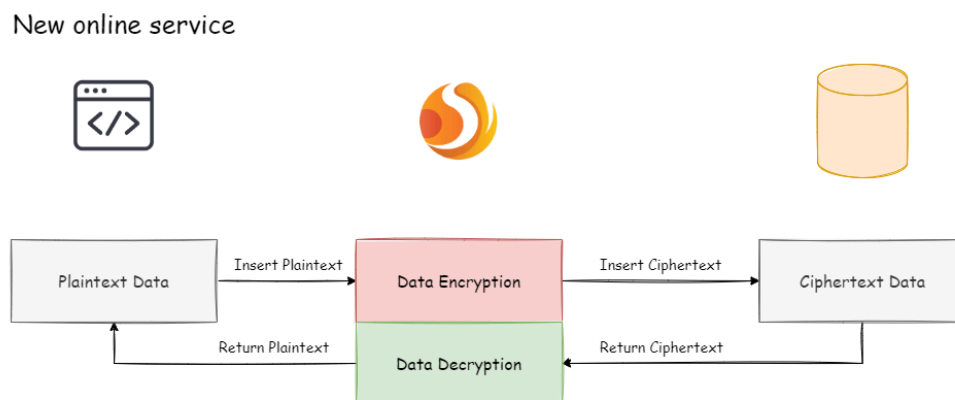 New online service
</>
Insert Plaintext
Insert Ciphertext
Plaintext Data
Data Encryption
Ciphertext Data
Return Plaintext
Return Ciphertext
Data Decryption